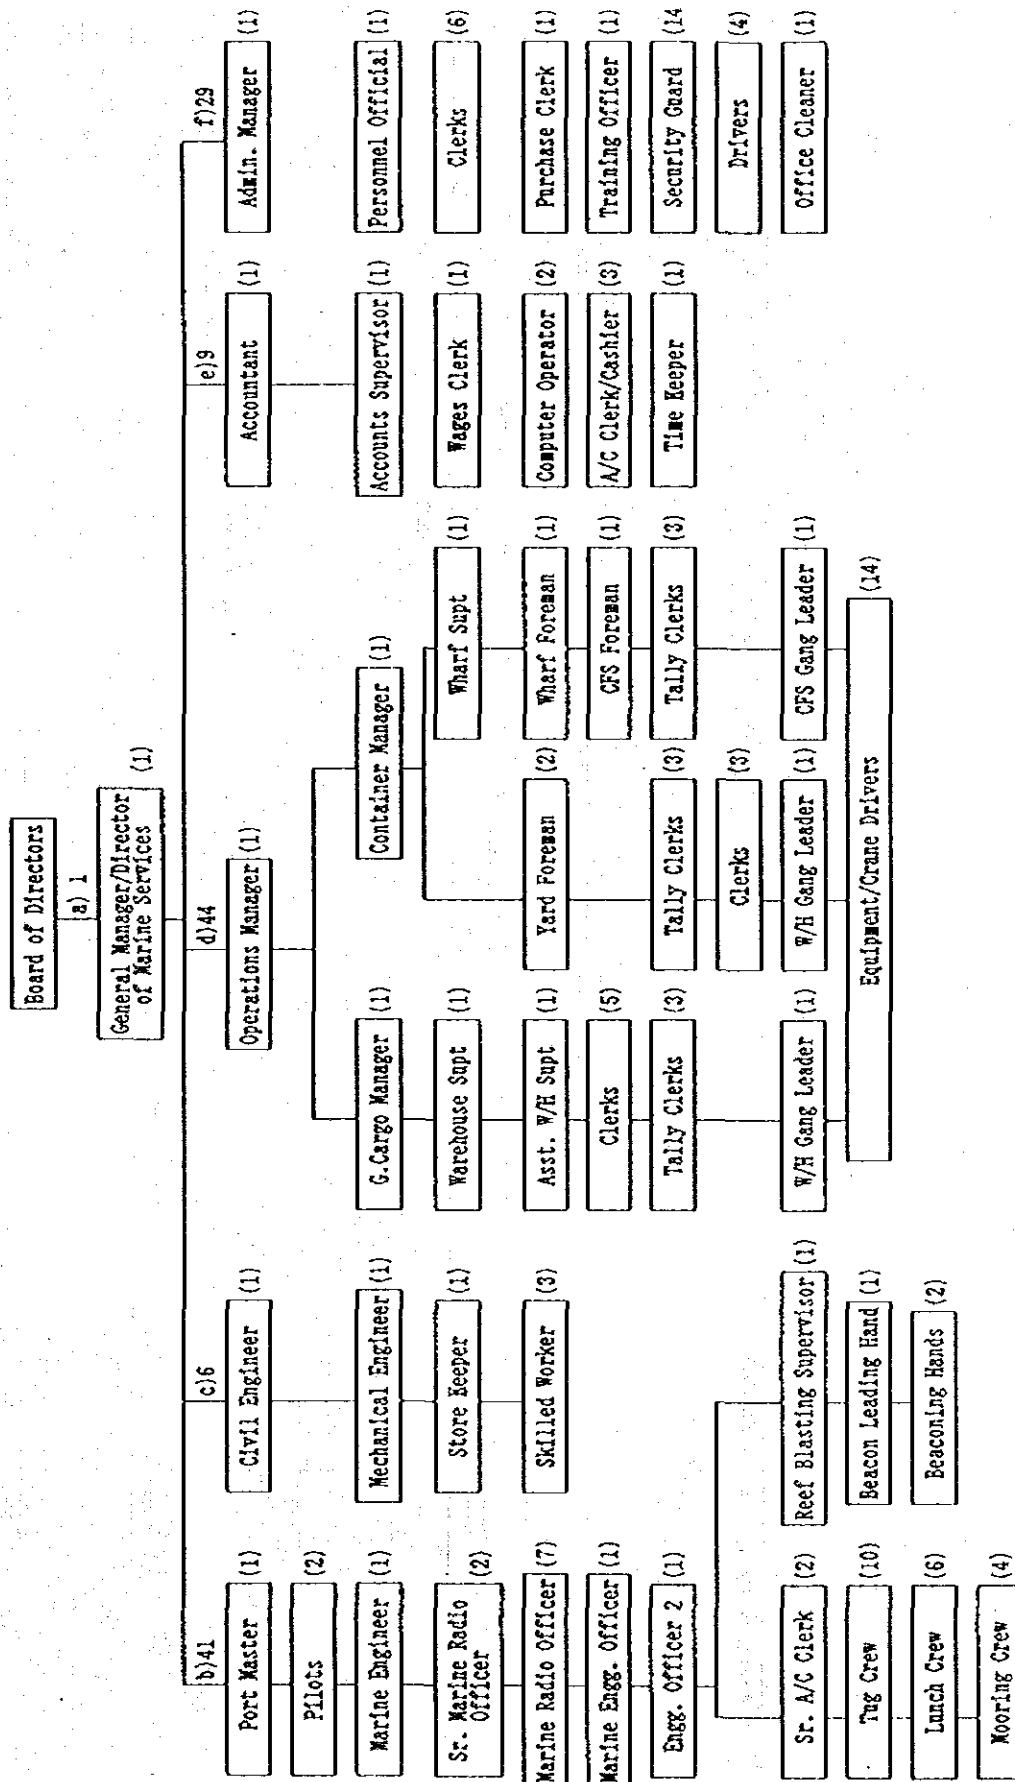 Board of Directors
(a) 1
General Manager/Director
of Marine Services
(1)
b)41
Port Master (1)
Pilots (2)
Marine Engineer (1)
Sr. Marine Radio
Officer
(2)
Marine Radio Officer (7)
Marine Engg. Officer (1)
Engg. Officer 2 (1)
Sr. A/C Clerk (2)
Tug Crew (10)
Lunch Crew (6)
Mooring Crew (4)
Reef Blasting Supervisor (1)
Beacon Leading Hand (1)
Beaconing Hands (2)
c)6
Civil Engineer (1)
Mechanical Engineer (1)
Store Keeper (1)
Skilled Worker (3)
d)44
Operations Manager (1)
G.Cargo Manager (1)
Warehouse Supt (1)
Asst. W/H Supt (1)
Clerks (5)
Tally Clerks (3)
W/H Gang Leader (1)
Container Manager (1)
Yard Foreman (2)
Tally Clerks (3)
Clerks (3)
W/H Gang Leader (1)
Wharf Supt (1)
Wharf Foreman (1)
CFS Foreman (1)
Tally Clerks (3)
CFS Gang Leader (1)
Equipment/Crane Drivers (14)
e)9
Accountant (1)
Accounts Supervisor (1)
Wages Clerk (1)
Computer Operator (2)
A/C Clerk/Cashier (3)
Time Keeper (1)
f)29
Admin. Manager (1)
Personnel Official (1)
Clerks (6)
Purchase Clerk (1)
Training Officer (1)
Security Guard (14
Drivers (4)
Office Cleaner (1)